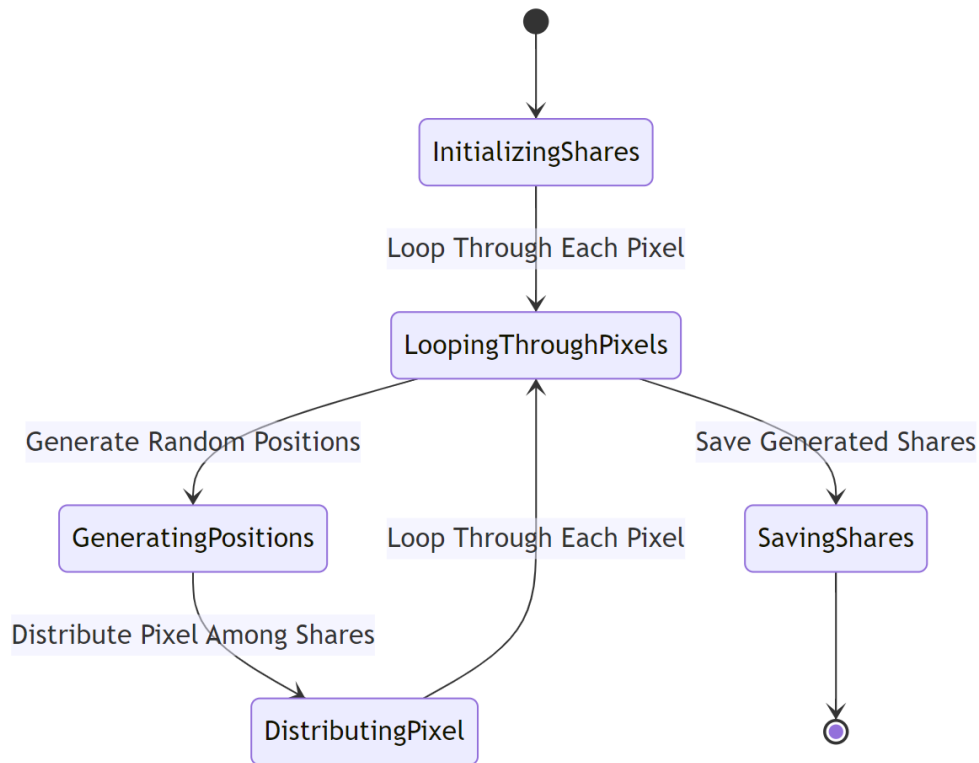 InitializingShares
Loop Through Each Pixel
LoopingThroughPixels
Generate Random Positions
Save Generated Shares
GeneratingPositions
Loop Through Each Pixel
SavingShares
Distribute Pixel Among Shares
DistributingPixel